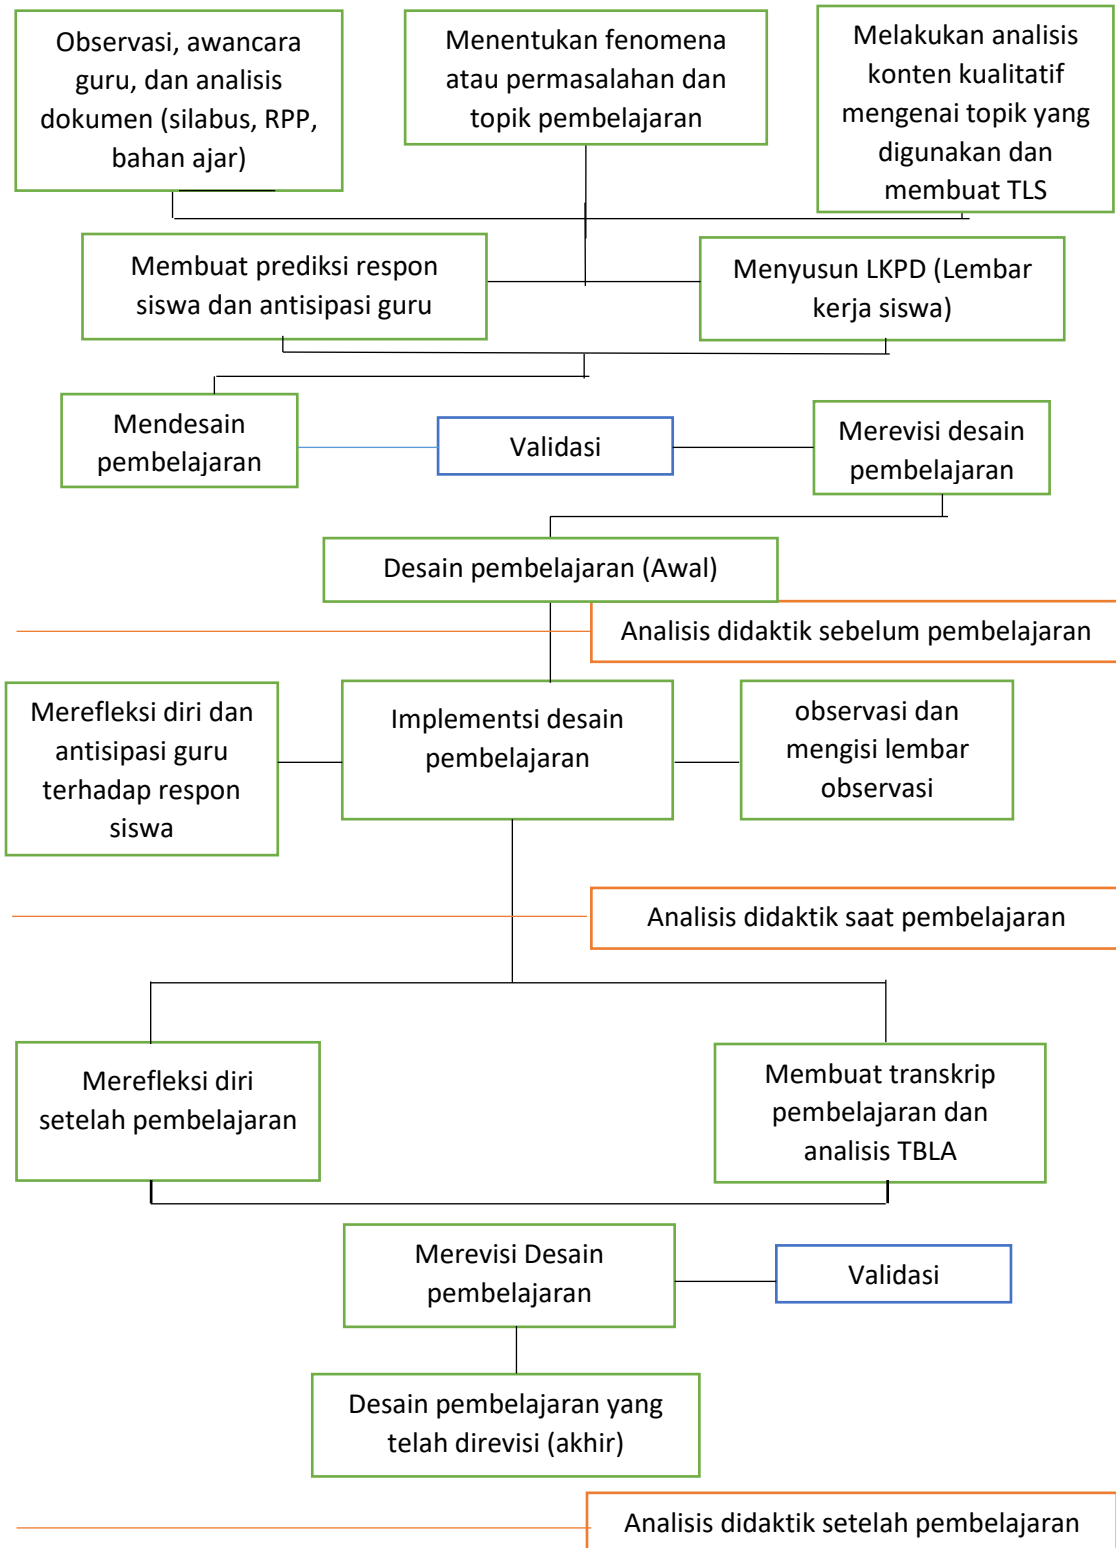 Observasi, awancara
guru, dan analisis
dokumen (silabus, RPP,
bahan ajar)
Menentukan fenomena
atau permasalahan dan
topik pembelajaran
Melakukan analisis
konten kualitatif
mengenai topik yang
digunakan dan
membuat TLS
Membuat prediksi respon
siswa dan antisipasi guru
Menyusun LKPD (Lembar
kerja siswa)
Mendesain
pembelajaran
Validasi
Merevisi desain
pembelajaran
Desain pembelajaran (Awal)
Analisis didaktik sebelum pembelajaran
Merefleksi diri dan
antisipasi guru
terhadap respon
siswa
Implementsi desain
pembelajaran
observasi dan
mengisi lembar
observasi
Analisis didaktik saat pembelajaran
Merefleksi diri
setelah pembelajaran
Membuat transkrip
pembelajaran dan
analisis TBLA
Merevisi Desain
pembelajaran
Validasi
Desain pembelajaran yang
telah direvisi (akhir)
Analisis didaktik setelah pembelajaran